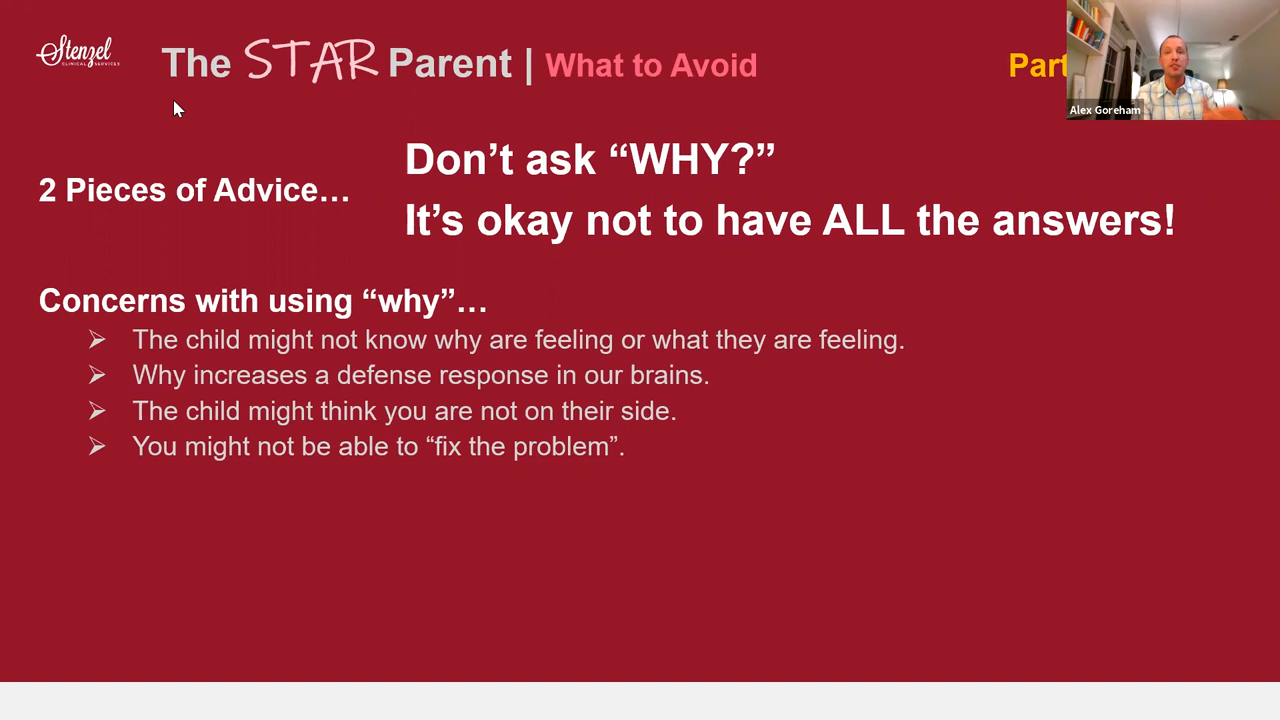 Stenzel
CLINICAL SERVICES
The STAR Parent | What to Avoid
Part
Alex Goreham
2 Pieces of Advice…
Don’t ask “WHY?”
It’s okay not to have ALL the answers!
Concerns with using “why”…
➢ The child might not know why are feeling or what they are feeling.
➢ Why increases a defense response in our brains.
➢ The child might think you are not on their side.
➢ You might not be able to “fix the problem”.